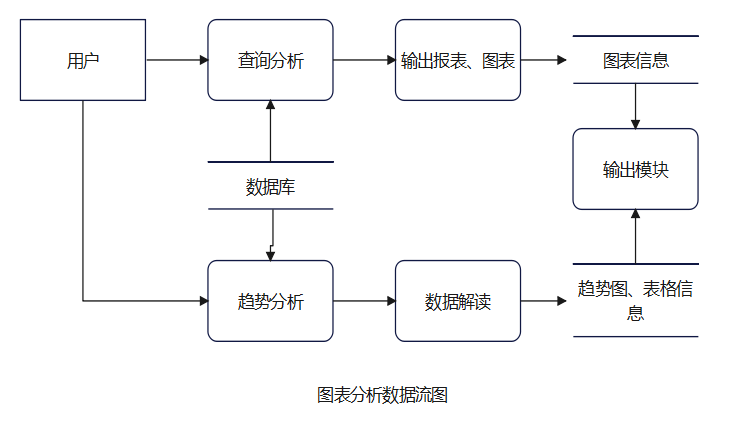 用户
查询分析
输出报表、图表
图表信息
输出模块
数据库
趋势分析
数据解读
趋势图、表格信
息
图表分析数据流图